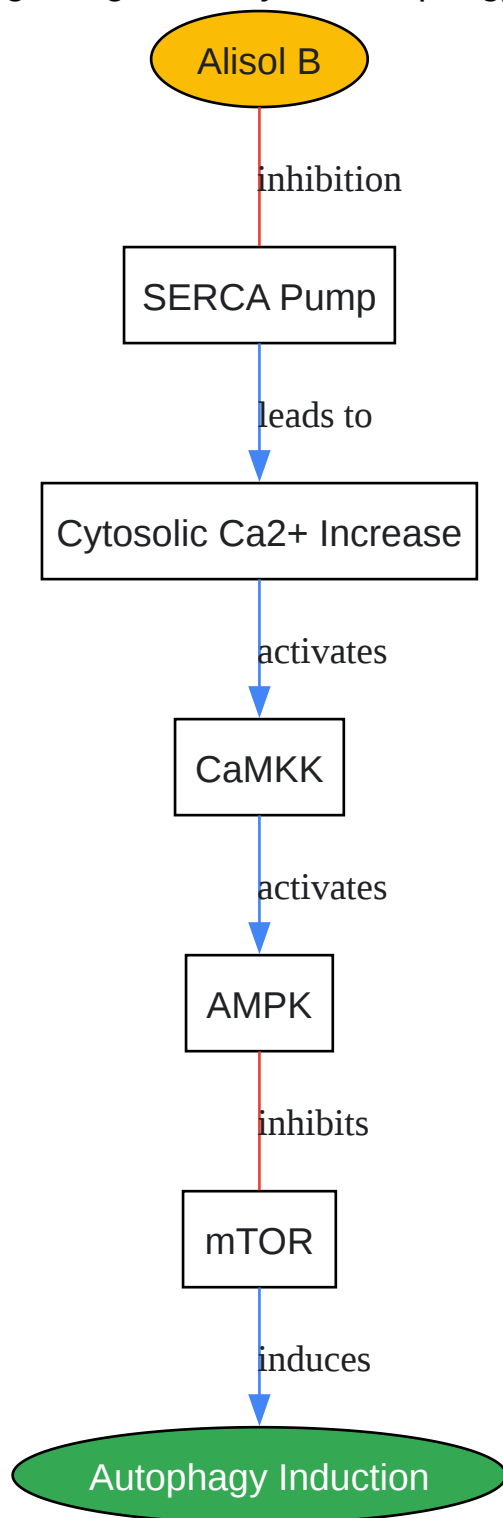 Alisol B
inhibition
SERCA Pump
leads to
Cytosolic Ca2+ Increase
activates
CaMKK
activates
AMPK
inhibits
mTOR
induces
Autophagy Induction